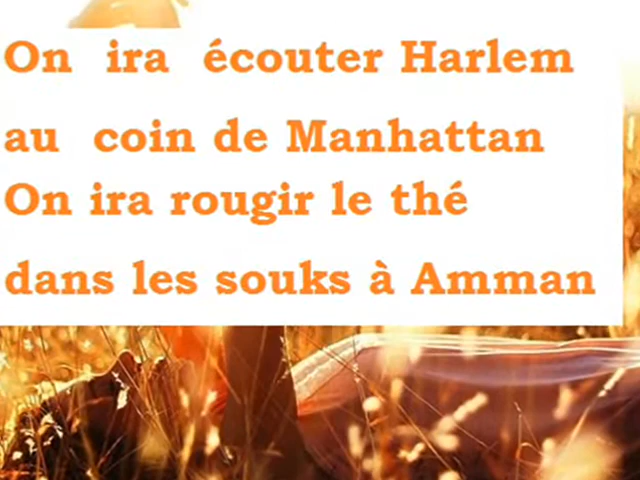 On ira écouter Harlem
au coin de Manhattan
On ira rougir le thé
dans les souks à Amman